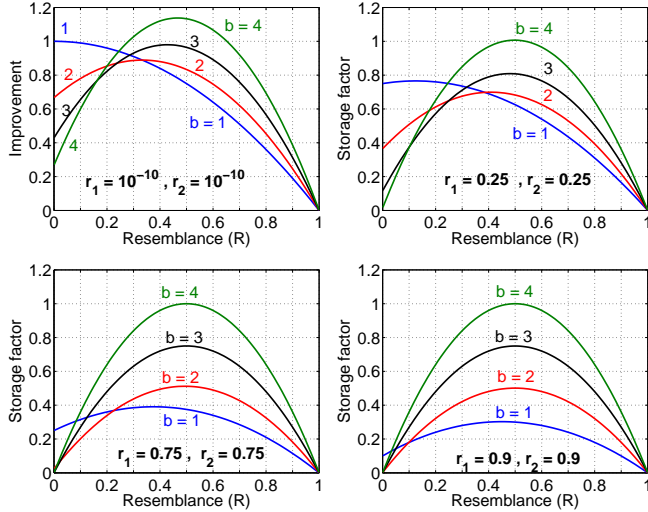 1.2
1
0.8
0.6
0.4
0.2
0
0 0.2 0.4 0.6 0.8 1
Improvement
Resemblance (R)
1
2
3
4
b = 4
3
2
b = 1
r₁ = 10⁻¹⁰ , r₂ = 10⁻¹⁰
1.2
1
0.8
0.6
0.4
0.2
0
0 0.2 0.4 0.6 0.8 1
Storage factor
Resemblance (R)
b = 4
3
2
b = 1
r₁ = 0.25 , r₂ = 0.25
1.2
1
0.8
0.6
0.4
0.2
0
0 0.2 0.4 0.6 0.8 1
Storage factor
Resemblance (R)
b = 4
b = 3
b = 2
b = 1
r₁ = 0.75 , r₂ = 0.75
1.2
1
0.8
0.6
0.4
0.2
0
0 0.2 0.4 0.6 0.8 1
Storage factor
Resemblance (R)
b = 4
b = 3
b = 2
b = 1
r₁ = 0.9 , r₂ = 0.9